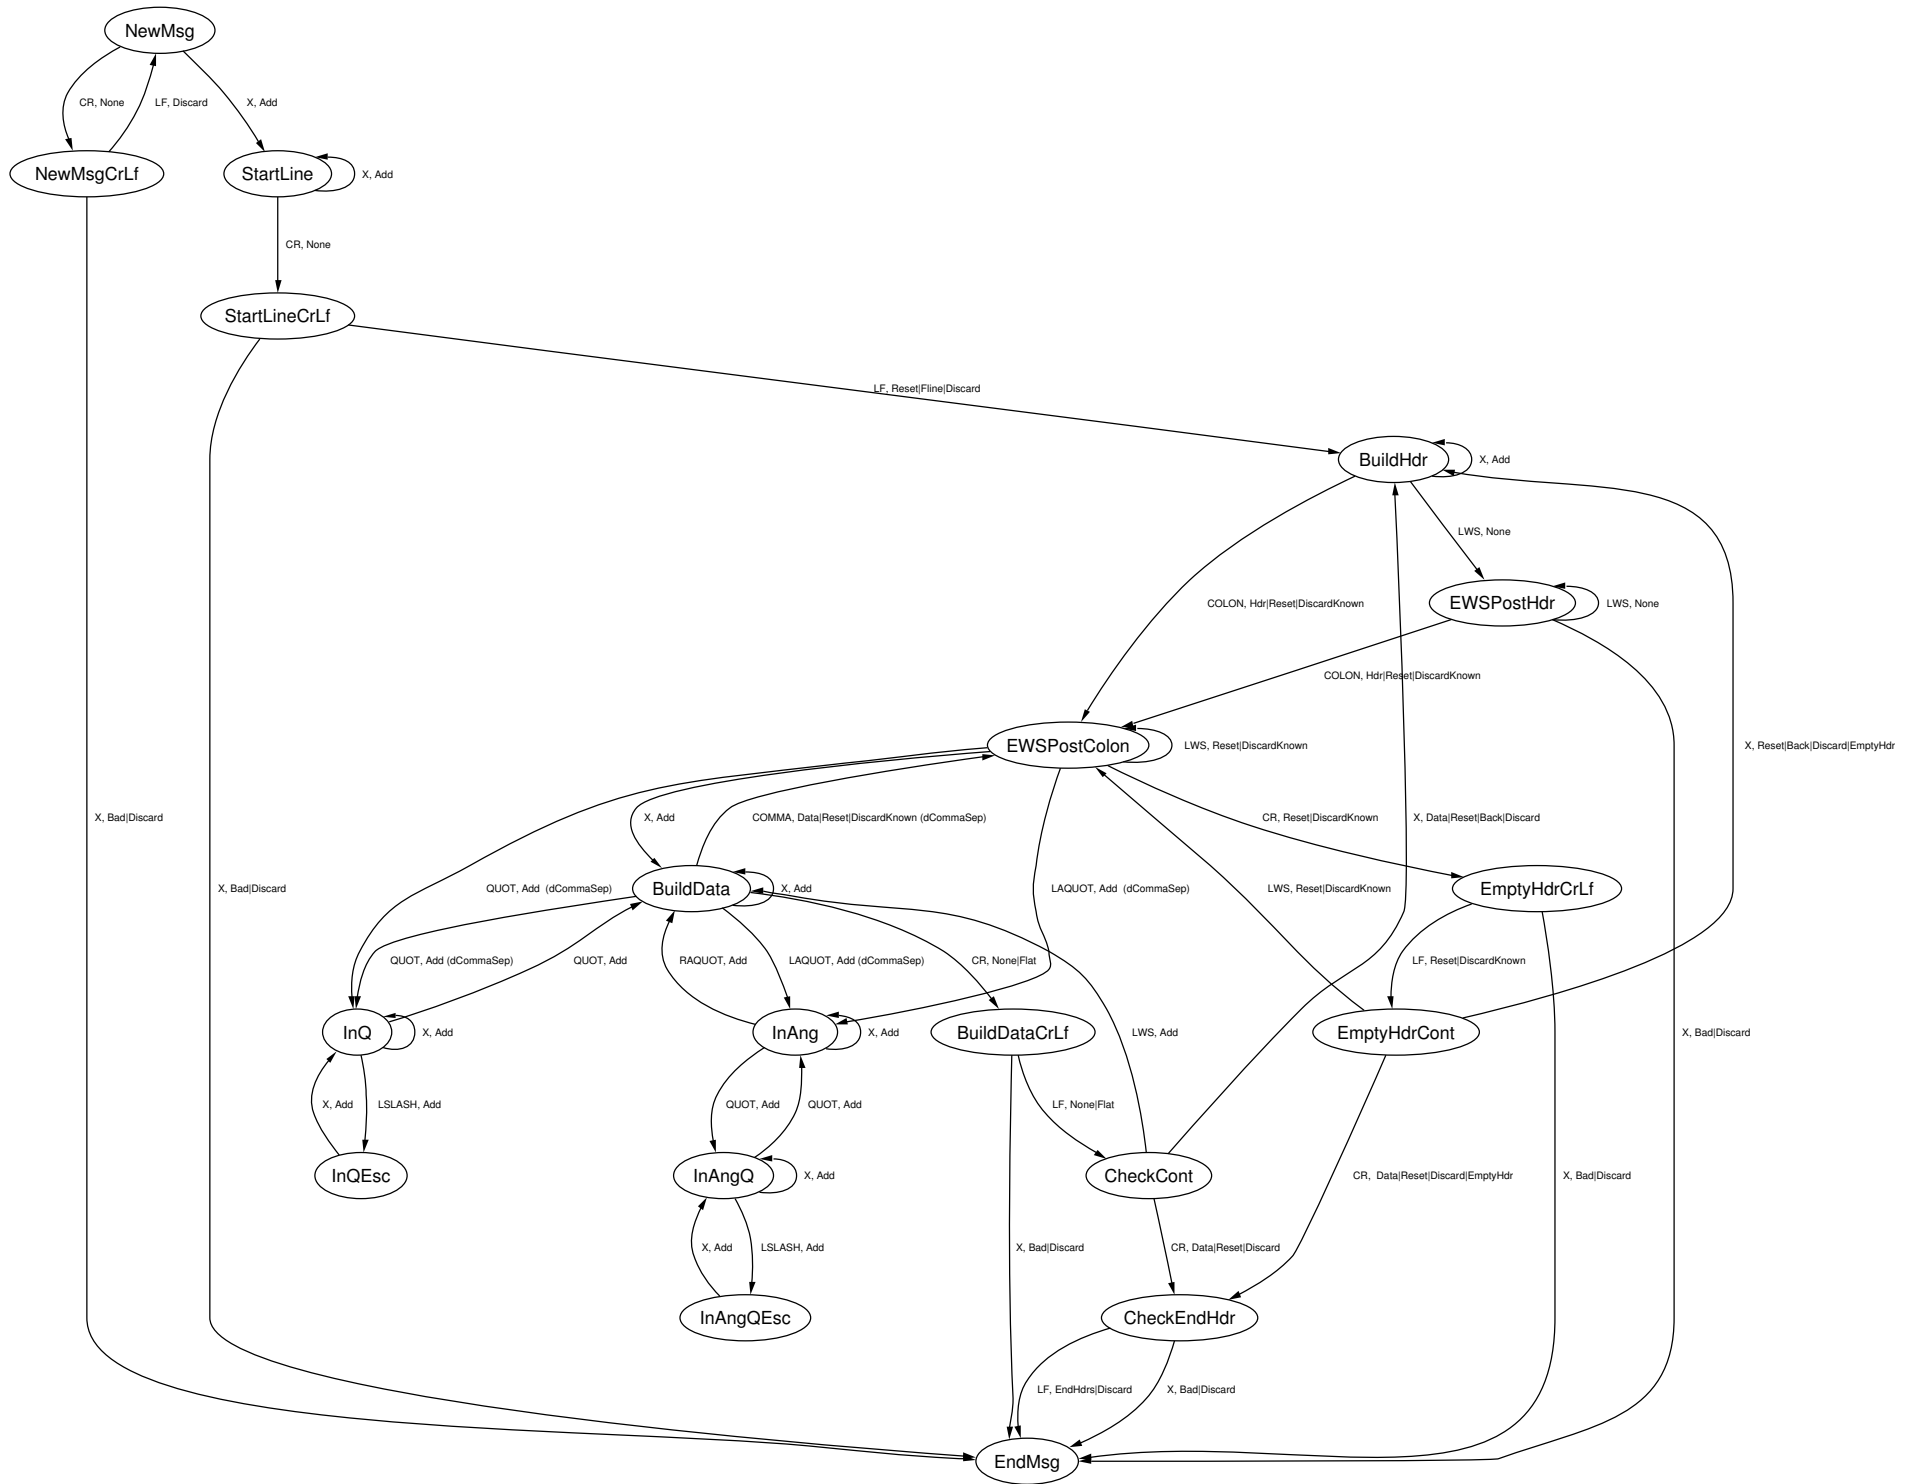 NewMsg
CR, None
LF, Discard
X, Add
NewMsgCrLf
StartLine
X, Add
CR, None
StartLineCrLf
LF, Reset|Fline|Discard
BuildHdr
X, Add
LWS, None
COLON, Hdr|Reset|DiscardKnown
EWSPostHdr
LWS, None
COLON, Hdr|Reset|DiscardKnown
EWSPostColon
LWS, Reset|DiscardKnown
X, Reset|Back|Discard|EmptyHdr
X, Bad|Discard
X, Add
COMMA, Data|Reset|DiscardKnown (dCommaSep)
CR, Reset|DiscardKnown
X, Data|Reset|Back|Discard
X, Bad|Discard
QUOT, Add  (dCommaSep)
BuildData
X, Add
LAQUOT, Add  (dCommaSep)
LWS, Reset|DiscardKnown
EmptyHdrCrLf
QUOT, Add (dCommaSep)
QUOT, Add
RAQUOT, Add
LAQUOT, Add (dCommaSep)
CR, None|Flat
LF, Reset|DiscardKnown
InQ
X, Add
InAng
X, Add
BuildDataCrLf
LWS, Add
EmptyHdrCont
X, Bad|Discard
X, Add
LSLASH, Add
QUOT, Add
QUOT, Add
LF, None|Flat
InQEsc
InAngQ
X, Add
CheckCont
CR,  Data|Reset|Discard|EmptyHdr
X, Bad|Discard
X, Add
LSLASH, Add
X, Bad|Discard
CR, Data|Reset|Discard
InAngQEsc
CheckEndHdr
LF, EndHdrs|Discard
X, Bad|Discard
EndMsg